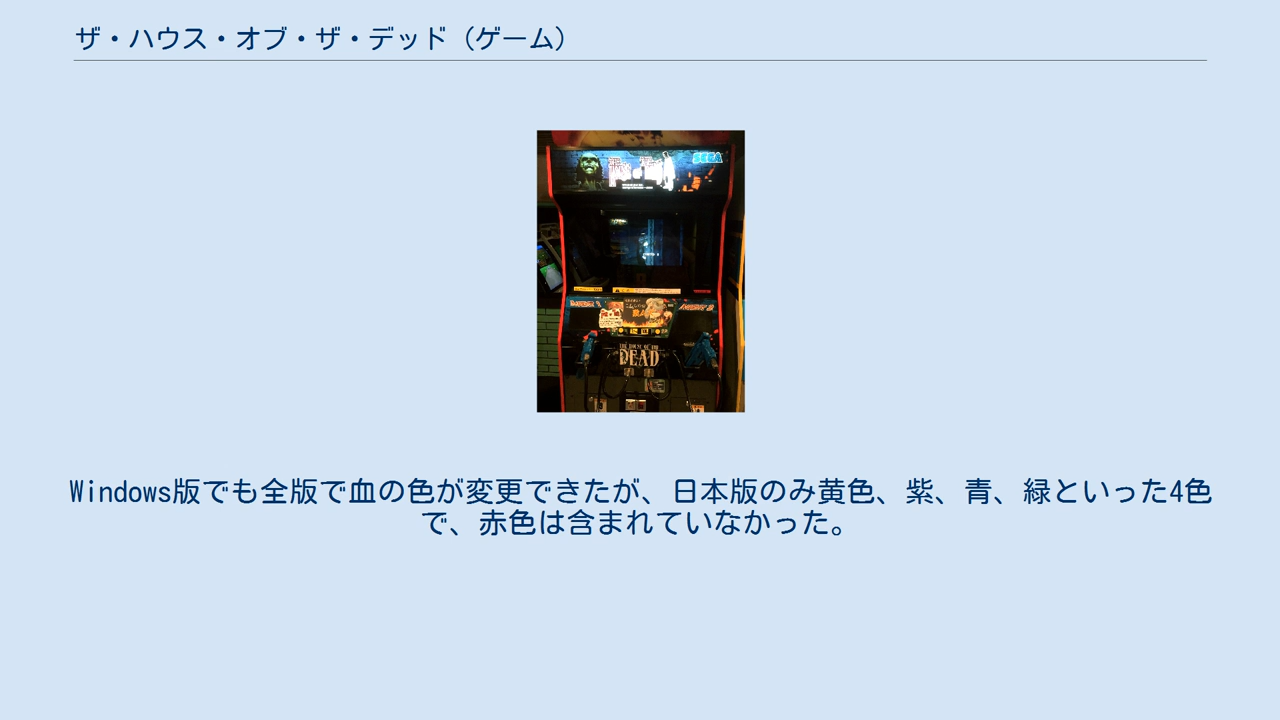 ザ・ハウス・オブ・ザ・デッド（ゲーム）
SEGA
THE HOUSE OF THE
DEAD
Windows版でも全版で血の色が変更できたが、日本版のみ黄色、紫、青、緑といった4色
で、赤色は含まれていなかった。